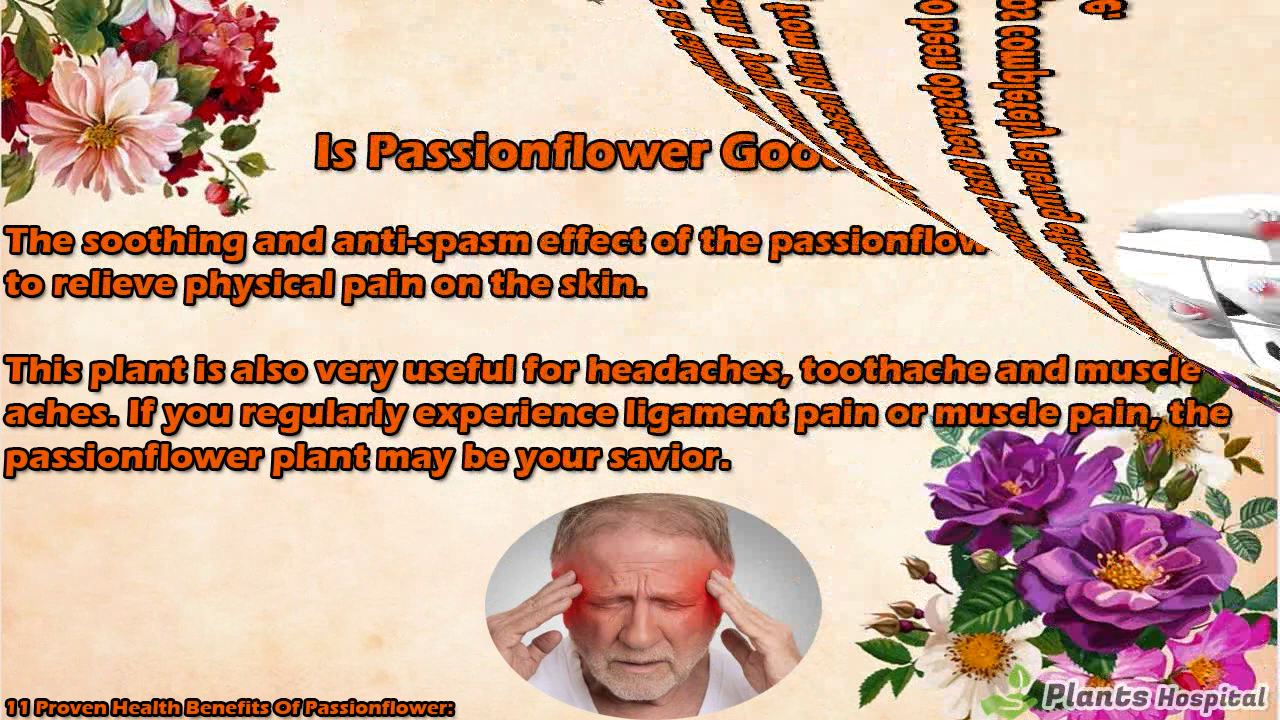 Is Passionflower Good
The soothing and anti-spasm effect of the passionflow
to relieve physical pain on the skin.
This plant is also very useful for headaches, toothache and muscle
aches. If you regularly experience ligament pain or muscle pain, the
passionflower plant may be your savior.
11 Proven Health Benefits Of Passionflower:
Plants Hospital